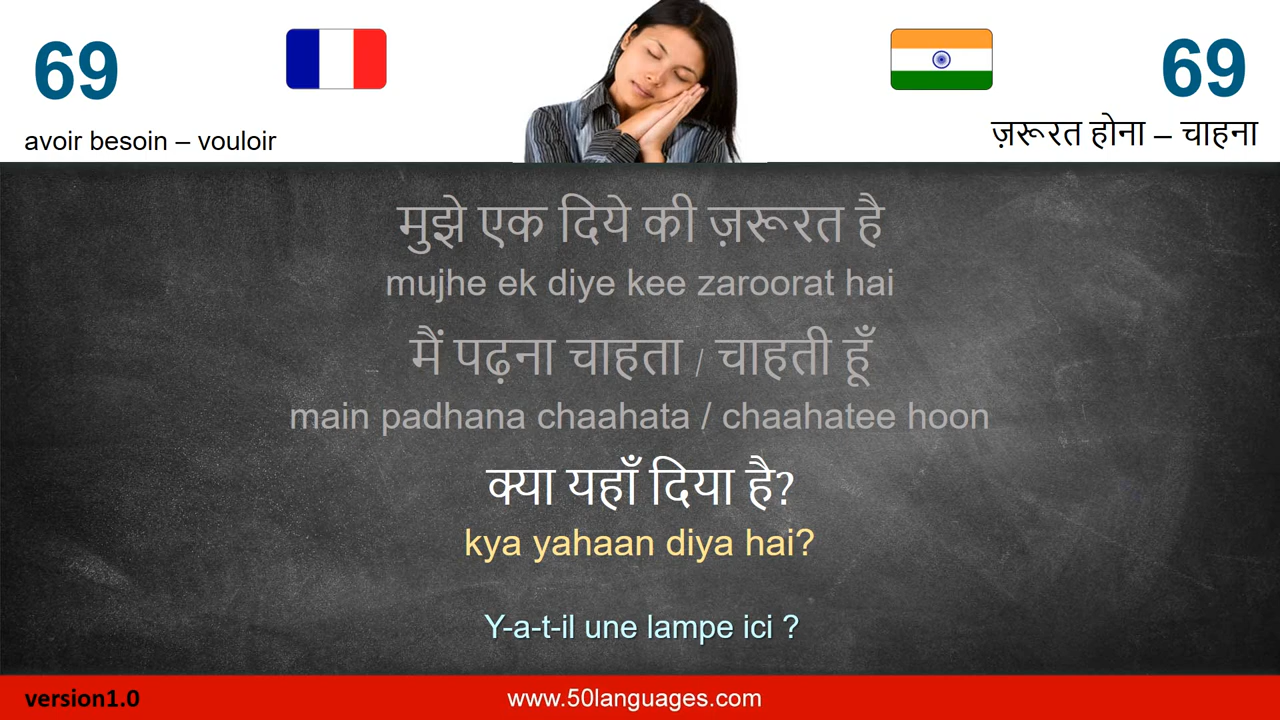 69
69
avoir besoin – vouloir
ज़रूरत होना – चाहना
मुझे एक दिये की ज़रूरत है
mujhe ek diye kee zaroorat hai
मैं पढ़ना चाहता / चाहती हूँ
main padhana chaahata / chaahatee hoon
क्या यहाँ दिया है?
kya yahaan diya hai?
Y-a-t-il une lampe ici ?
version1.0
www.50languages.com